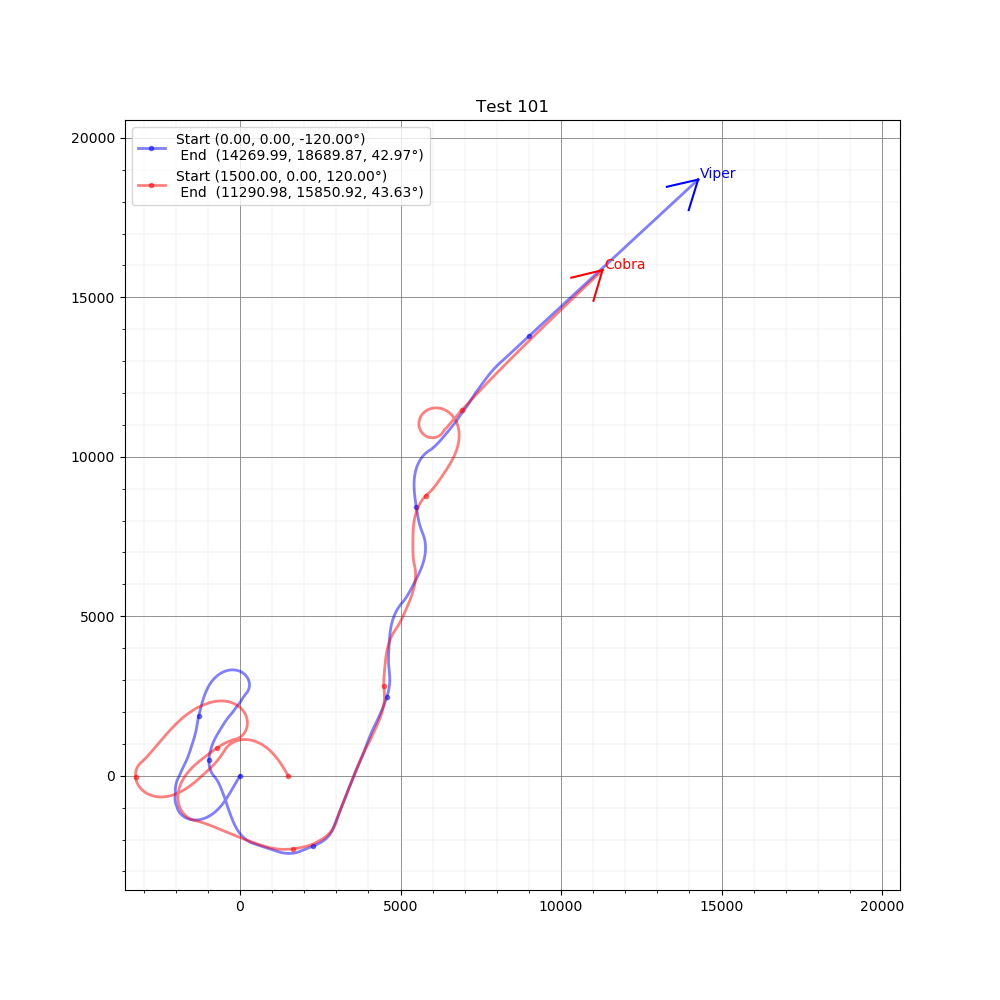 Test 101
Start (0.00, 0.00, -120.00°)
End (14269.99, 18689.87, 42.97°)
Start (1500.00, 0.00, 120.00°)
End (11290.98, 15850.92, 43.63°)
Viper
Cobra
20000
15000
10000
5000
0
0 5000 10000 15000 20000